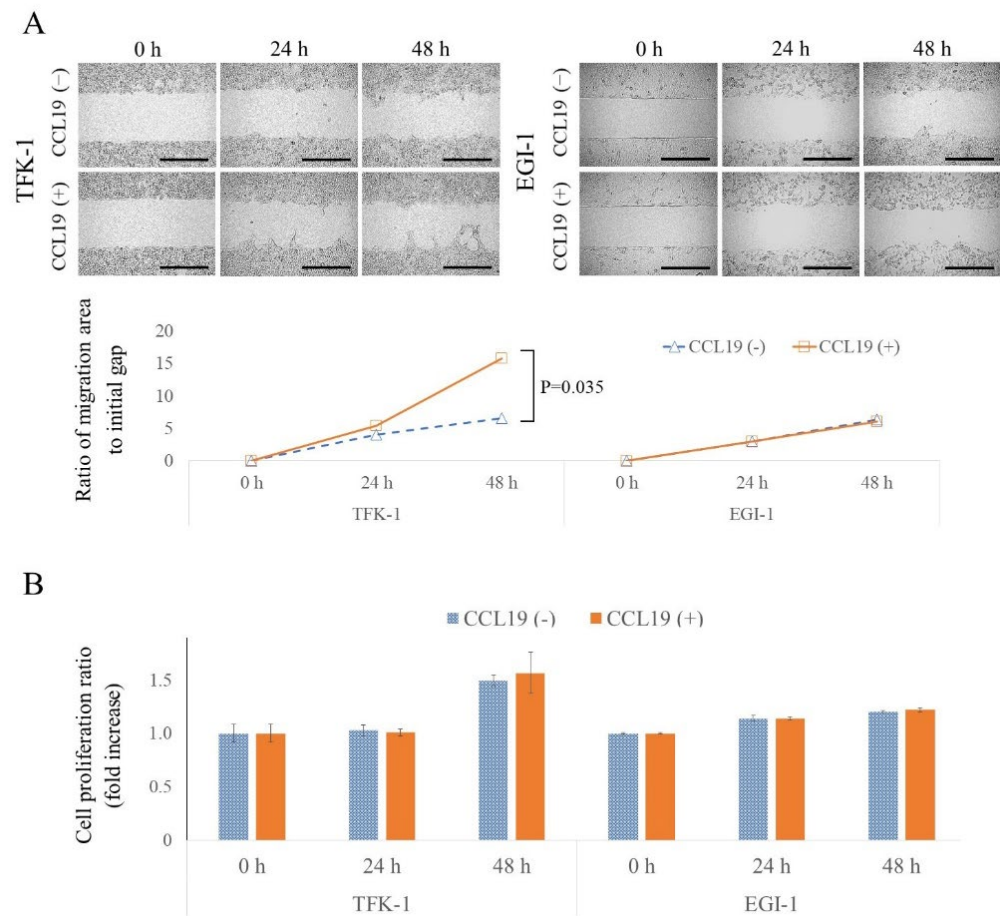 A
0 h 24 h 48 h 0 h 24 h 48 h
TFK-1
CCL19 (–)
CCL19 (+)
EGI-1
CCL19 (–)
CCL19 (+)
Ratio of migration area
to initial gap
20
15
10
5
0
CCL19 (-) CCL19 (+)
P=0.035
0 h 24 h 48 h 0 h 24 h 48 h
TFK-1 EGI-1
B
CCL19 (-) CCL19 (+)
Cell proliferation ratio
(fold increase)
1.5
1.0
0.5
0
0 h 24 h 48 h 0 h 24 h 48 h
TFK-1 EGI-1